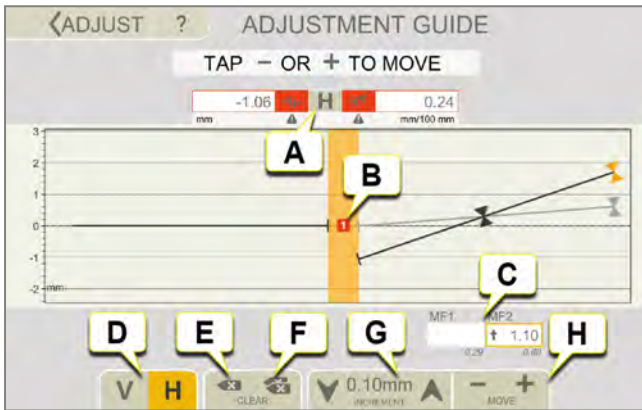 ADJUST ? ADJUSTMENT GUIDE
TAP - OR + TO MOVE
-1.06 H 0.24
mm mm/100 mm
A
3
2
B
1
1
0
-1
C
-2 mm
MF1 MF2
1.10
0.29 0.60
D E F G H
V H 0.10mm - +
CLEAR INCREMENT MOVE